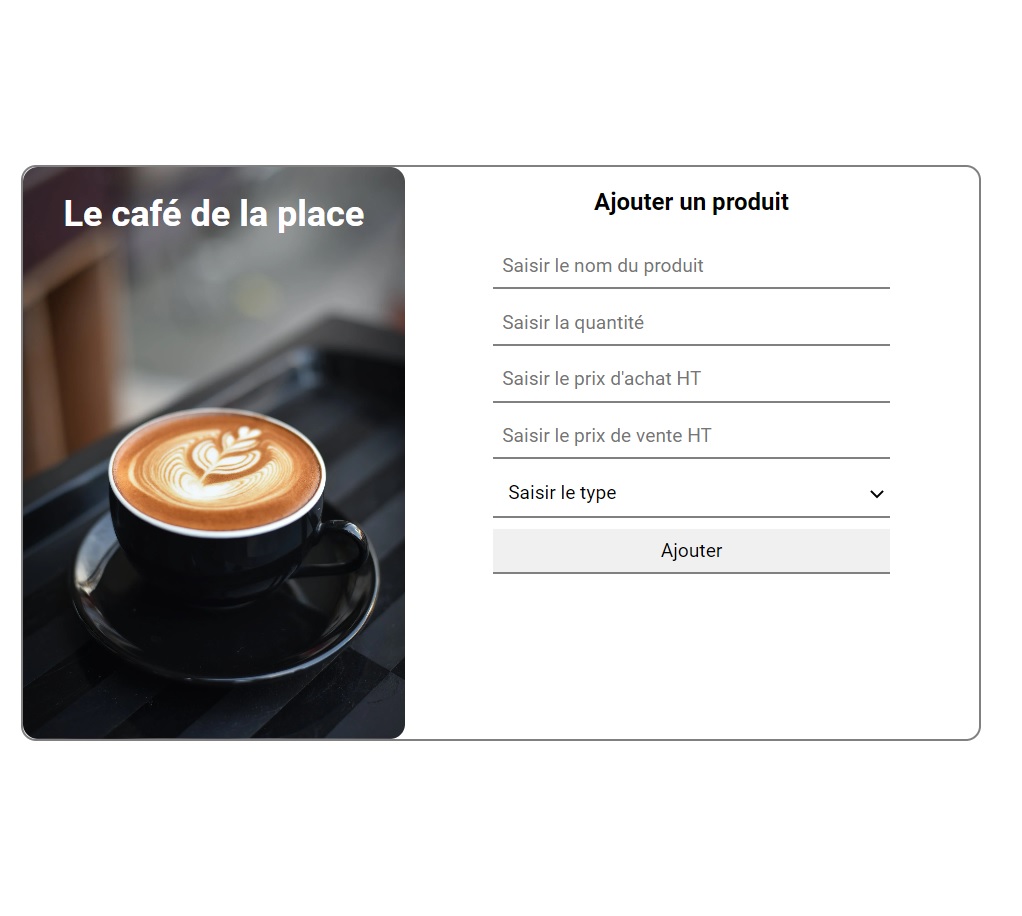 Le café de la place
Ajouter un produit
Saisir le nom du produit
Saisir la quantité
Saisir le prix d'achat HT
Saisir le prix de vente HT
Saisir le type
Ajouter